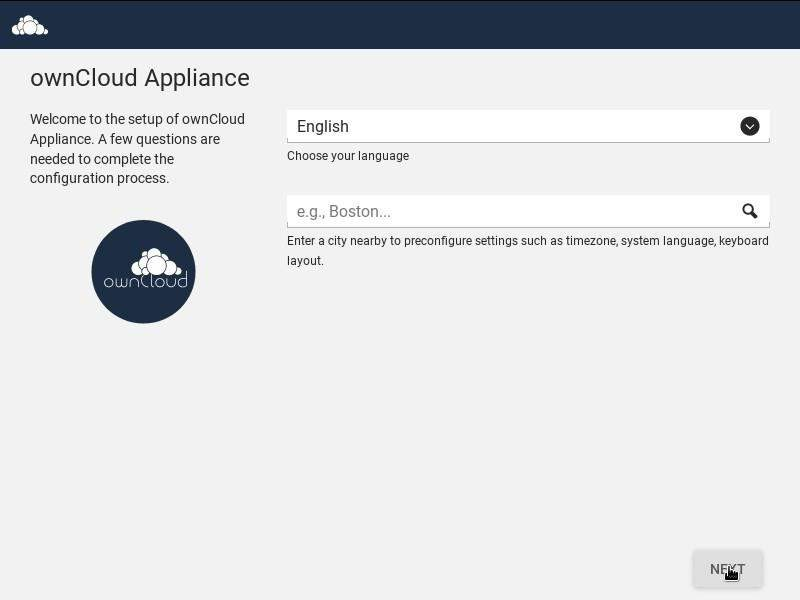 ownCloud Appliance
Welcome to the setup of ownCloud
Appliance. A few questions are
needed to complete the
configuration process.
ownCloud
English
Choose your language
e.g., Boston...
Enter a city nearby to preconfigure settings such as timezone, system language, keyboard
layout.
NEXT